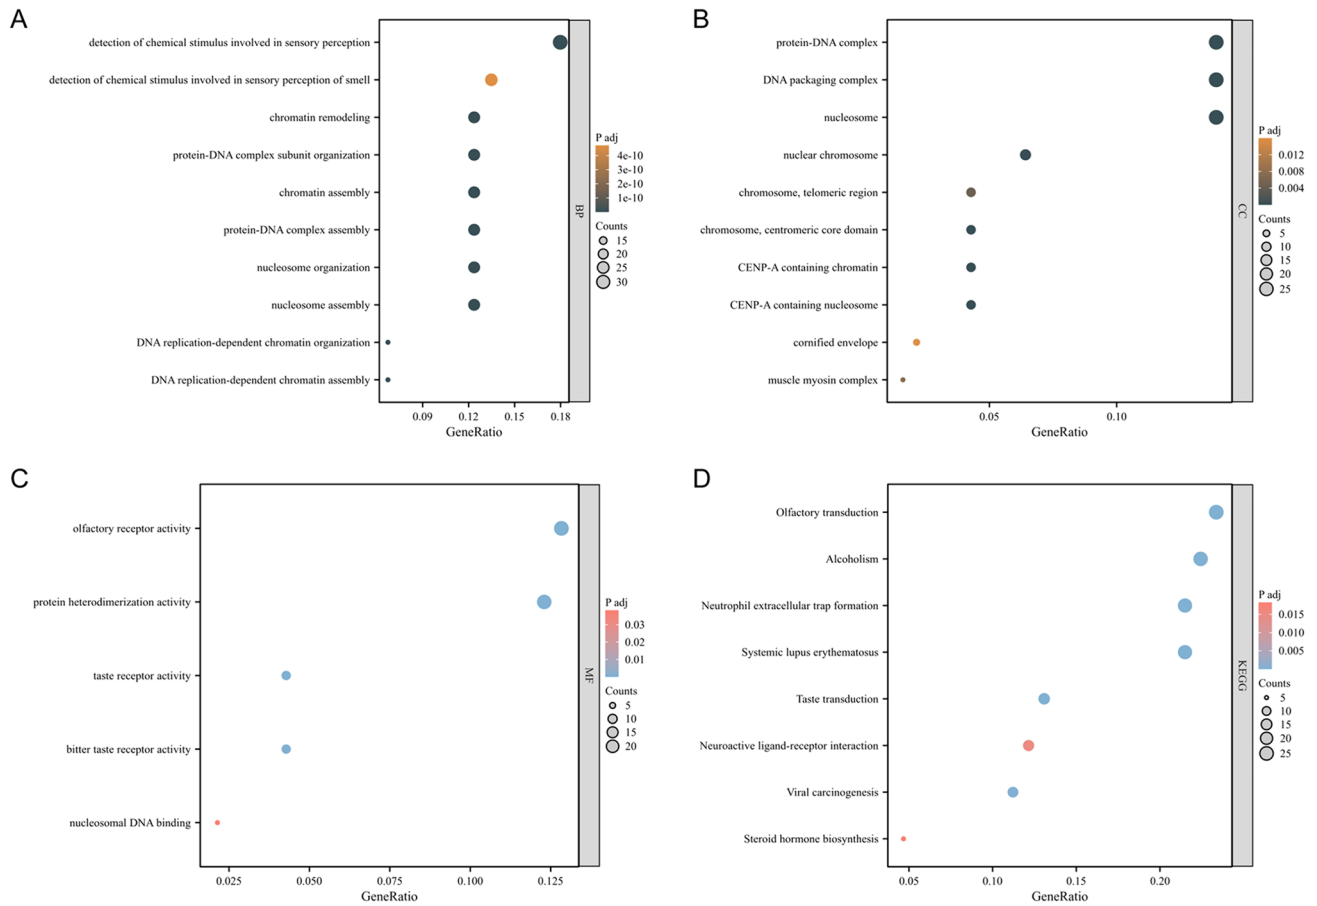 A
detection of chemical stimulus involved in sensory perception
detection of chemical stimulus involved in sensory perception of smell
chromatin remodeling
protein-DNA complex subunit organization
chromatin assembly
protein-DNA complex assembly
nucleosome organization
nucleosome assembly
DNA replication-dependent chromatin organization
DNA replication-dependent chromatin assembly
0.09 0.12 0.15 0.18
GeneRatio
BP
P adj
4e-10
3e-10
2e-10
1e-10
Counts
15
20
25
30
B
protein-DNA complex
DNA packaging complex
nucleosome
nuclear chromosome
chromosome, telomeric region
chromosome, centromeric core domain
CENP-A containing chromatin
CENP-A containing nucleosome
cornified envelope
muscle myosin complex
0.05 0.10
GeneRatio
CC
P adj
0.012
0.008
0.004
Counts
5
10
15
20
25
C
olfactory receptor activity
protein heterodimerization activity
taste receptor activity
bitter taste receptor activity
nucleosomal DNA binding
0.025 0.050 0.075 0.100 0.125
GeneRatio
MF
P adj
0.03
0.02
0.01
Counts
5
10
15
20
D
Olfactory transduction
Alcoholism
Neutrophil extracellular trap formation
Systemic lupus erythematosus
Taste transduction
Neuroactive ligand-receptor interaction
Viral carcinogenesis
Steroid hormone biosynthesis
0.05 0.10 0.15 0.20
GeneRatio
KEGG
P adj
0.015
0.010
0.005
Counts
5
10
15
20
25